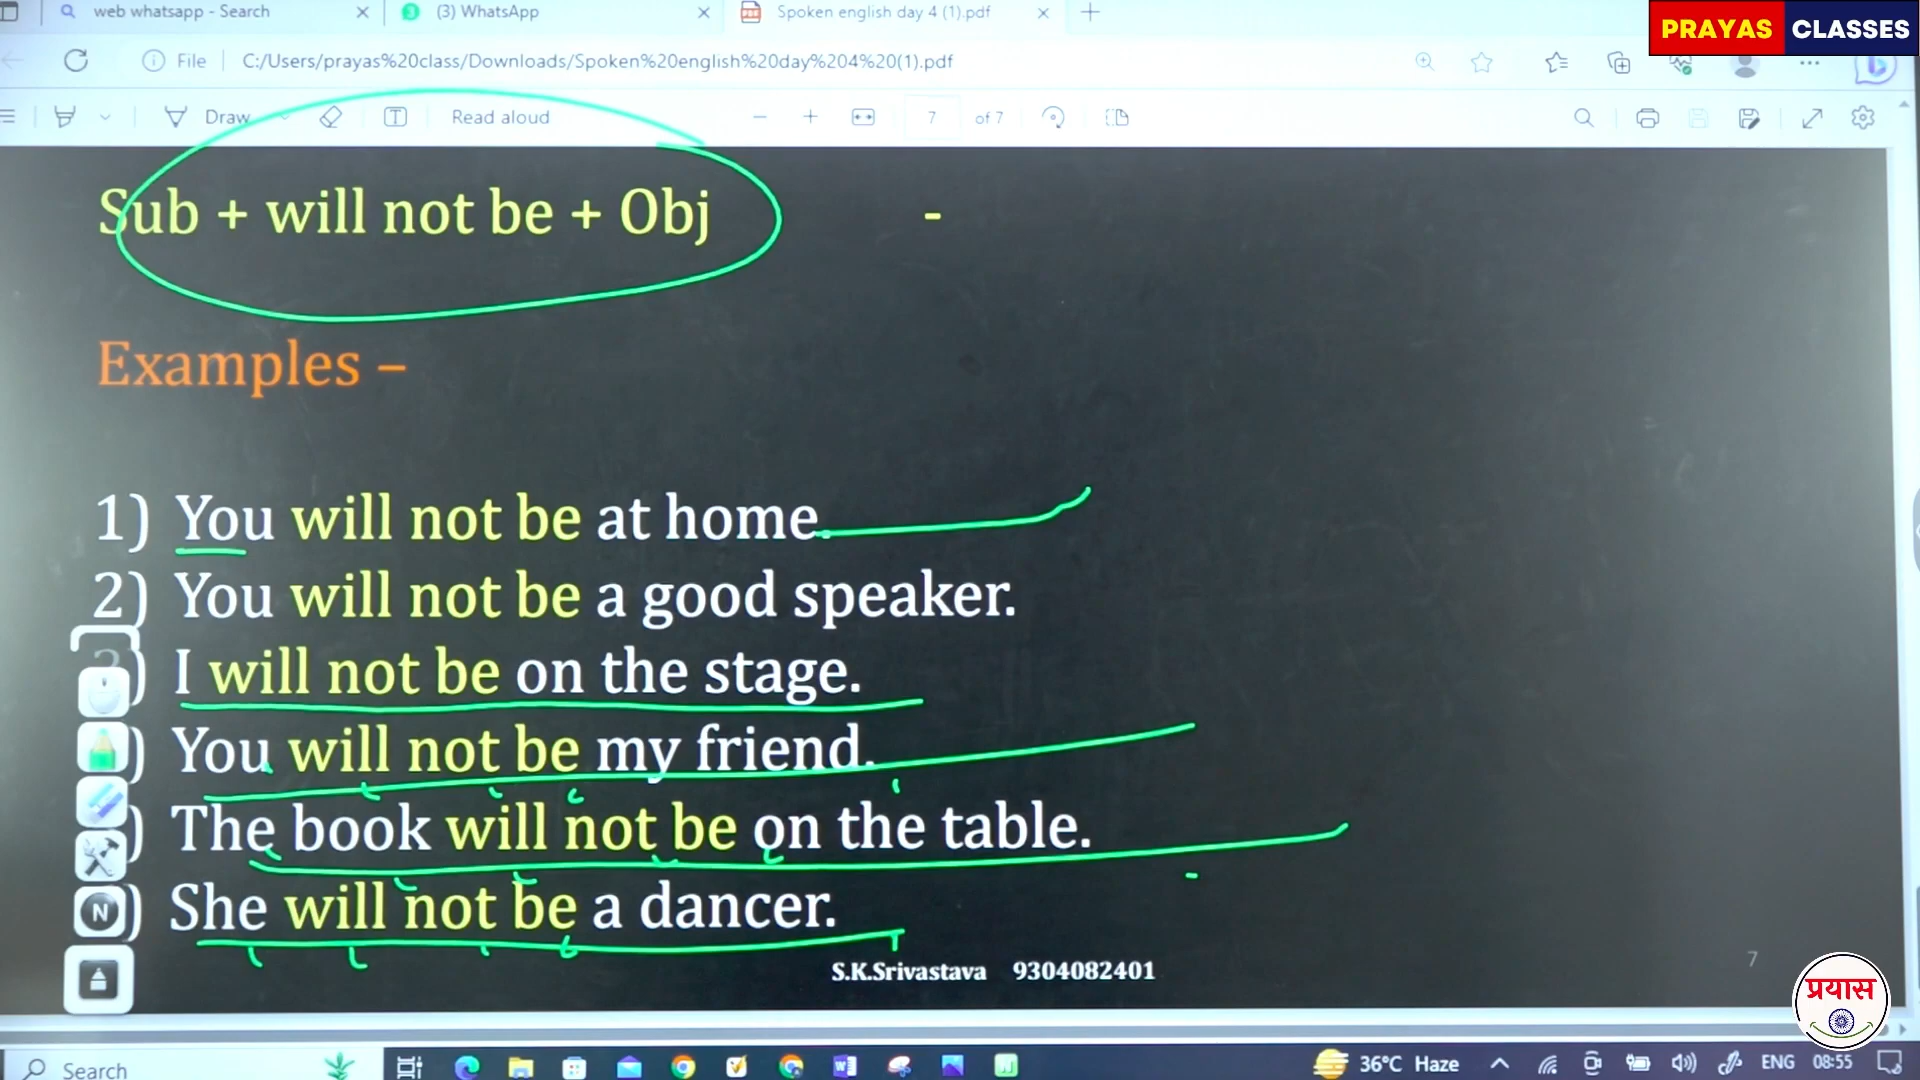 web whatsapp - Search
(3) WhatsApp
Spoken english day 4 (1).pdf
PRAYAS CLASSES
File
C:/Users/prayas%20class/Downloads/Spoken%20english%20day%204%20(1).pdf
Draw
Read aloud
7 of 7
Sub + will not be + Obj -
Examples –
1) You will not be at home.
2) You will not be a good speaker.
3) I will not be on the stage.
) You will not be my friend.
) The book will not be on the table.
) She will not be a dancer.
S.K.Srivastava 9304082401
7
प्रयास
N
Search
36°C Haze
ENG
08:55